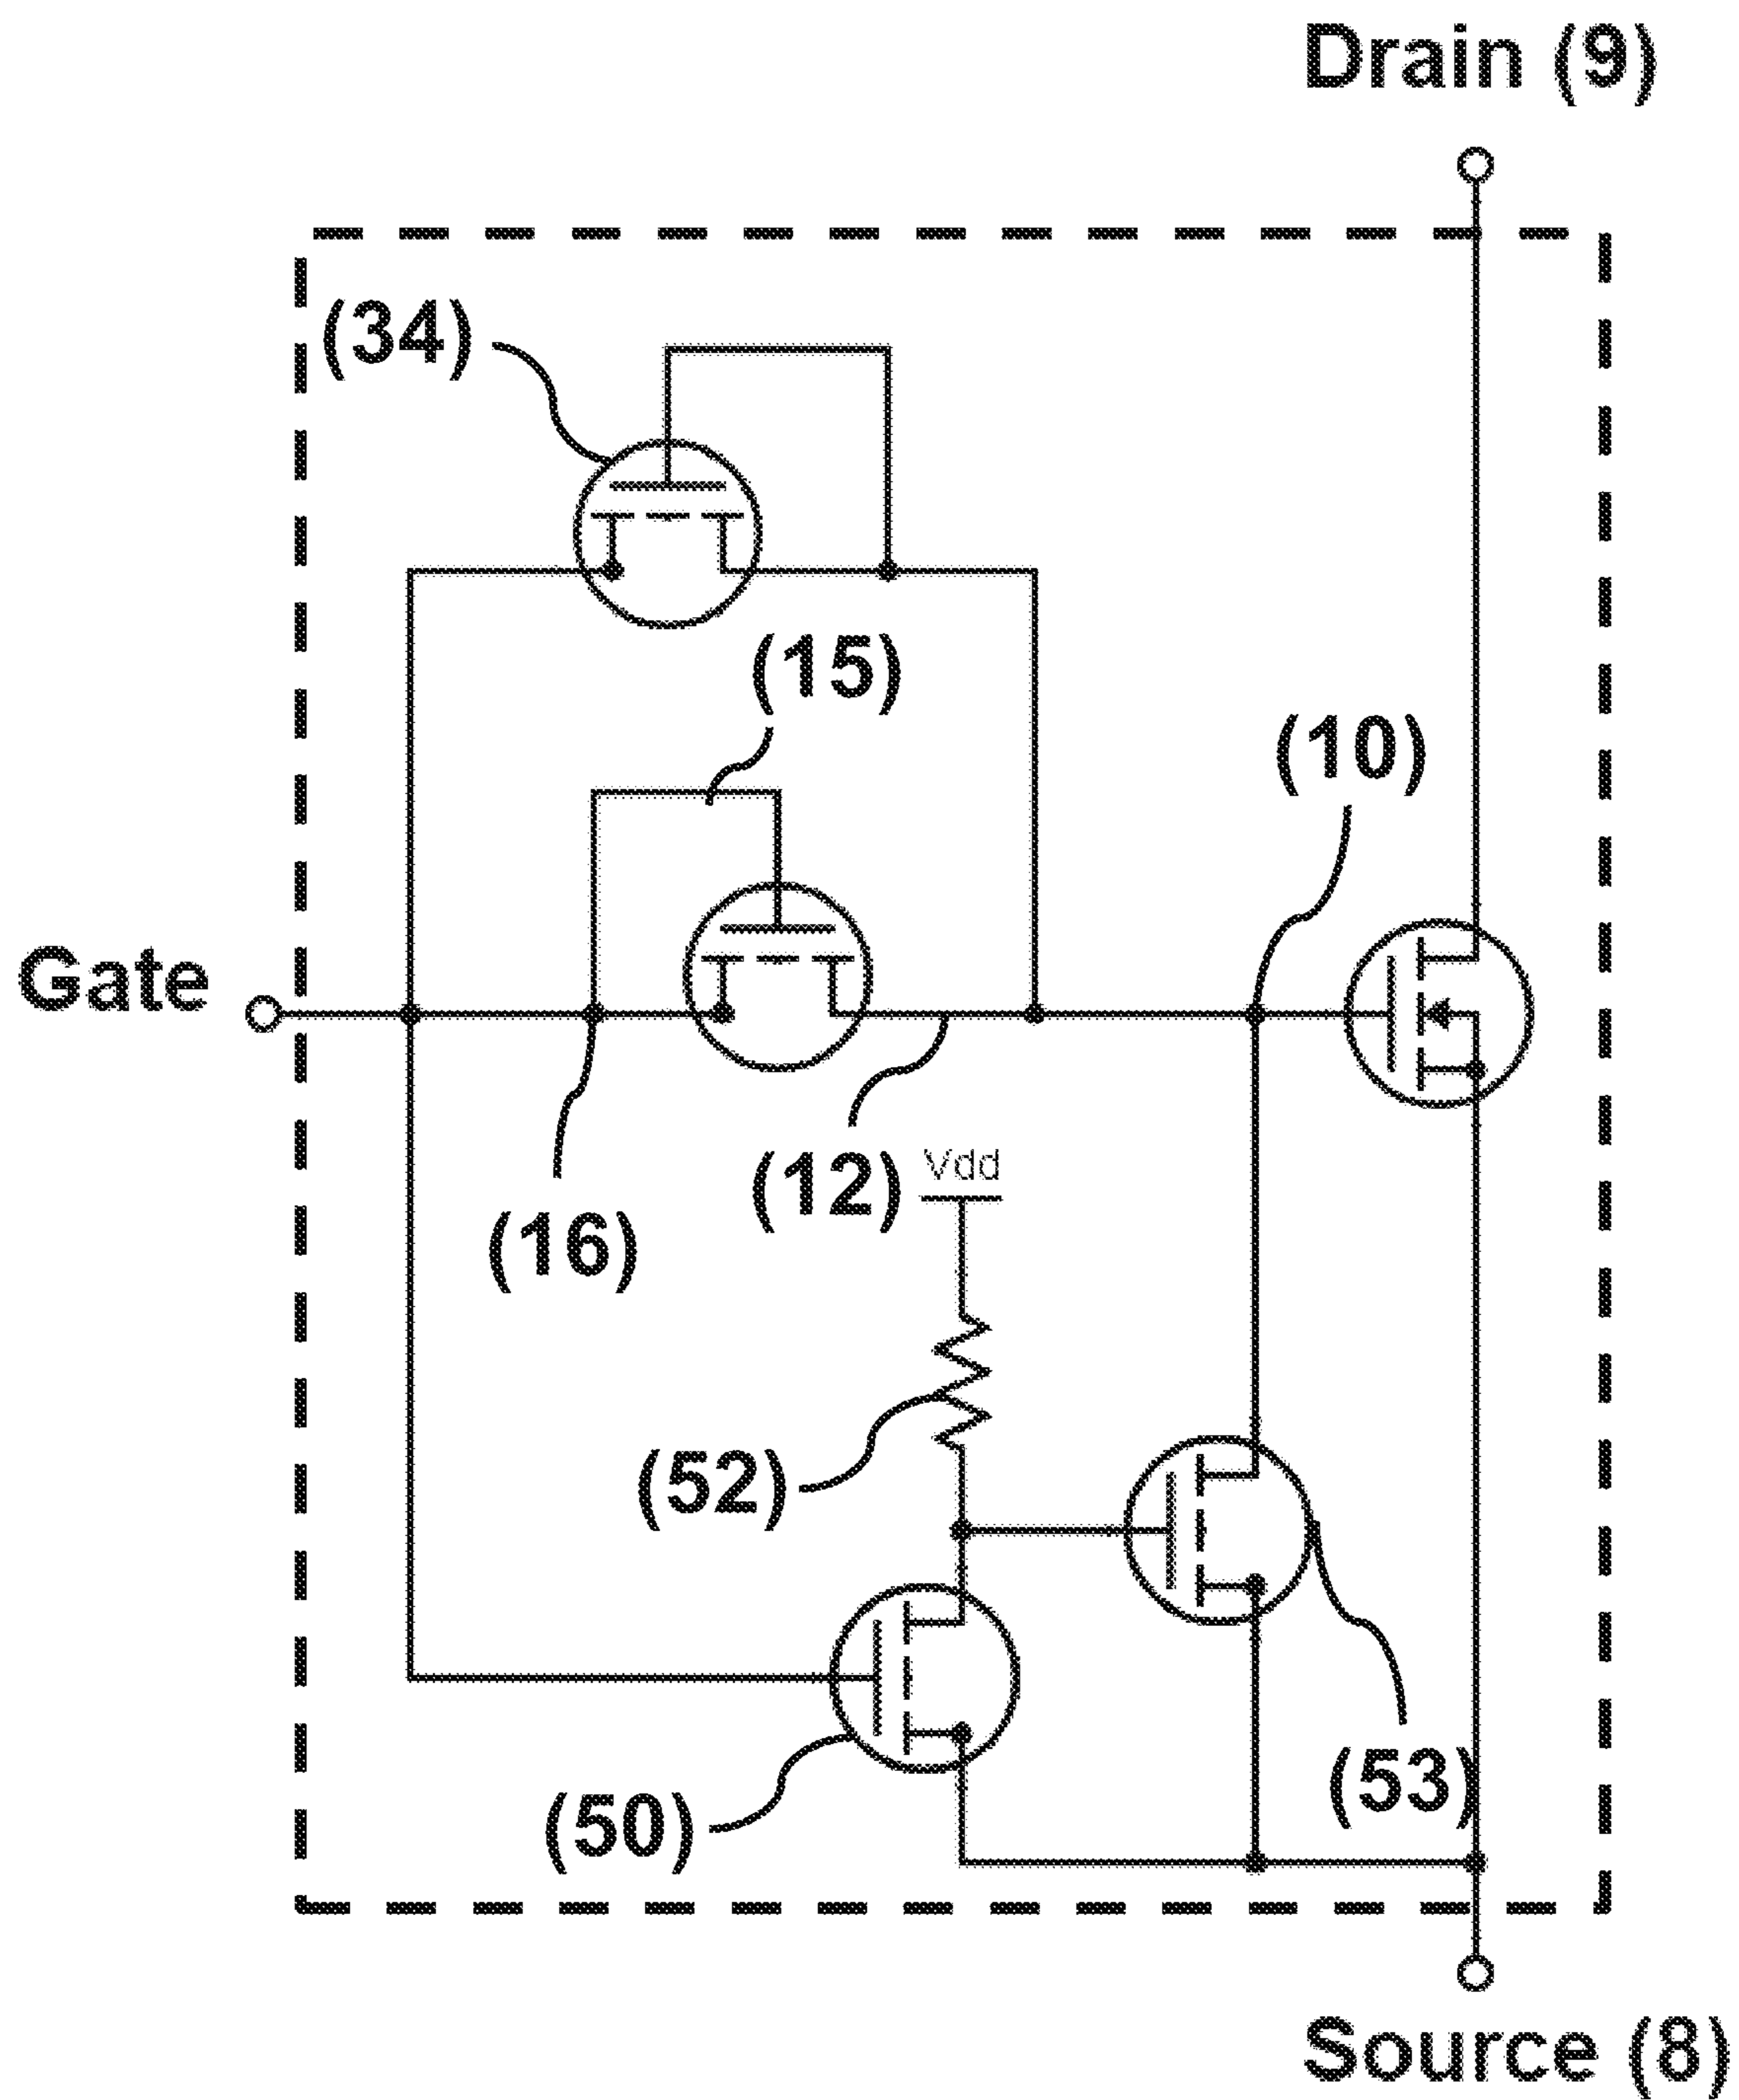 Drain (9)
(34)
(15)
(10)
Gate
(12)
Vdd
(16)
(52)
(53)
(50)
Source (8)